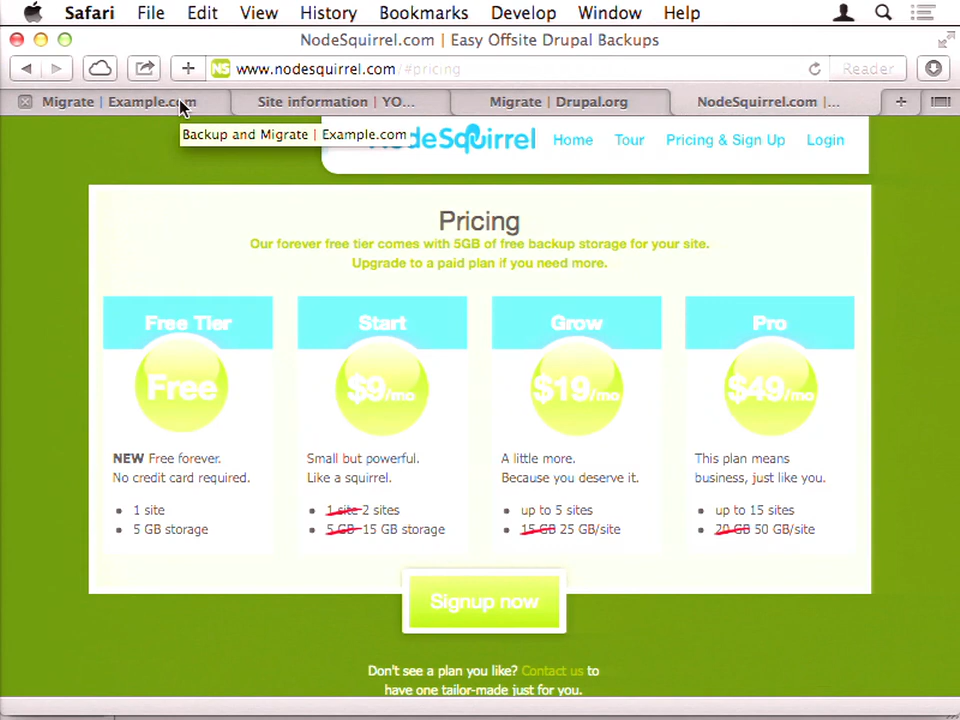 Safari File Edit View History Bookmarks Develop Window Help
NodeSquirrel.com | Easy Offsite Drupal Backups
www.nodesquirrel.com/#pricing Reader
Migrate | Example.com Site information | YO... Migrate | Drupal.org NodeSquirrel.com |...
Backup and Migrate | Example.com
deSquirrel Home Tour Pricing & Sign Up Login
Pricing
Our forever free tier comes with 5GB of free backup storage for your site.
Upgrade to a paid plan if you need more.
Free Tier
Free
NEW Free forever.
No credit card required.
1 site
5 GB storage
Start
$9/mo
Small but powerful.
Like a squirrel.
1 site 2 sites
5 GB 15 GB storage
Grow
$19/mo
A little more.
Because you deserve it.
up to 5 sites
15 GB 25 GB/site
Pro
$49/mo
This plan means
business, just like you.
up to 15 sites
20 GB 50 GB/site
Signup now
Don't see a plan you like? Contact us to
have one tailor-made just for you.